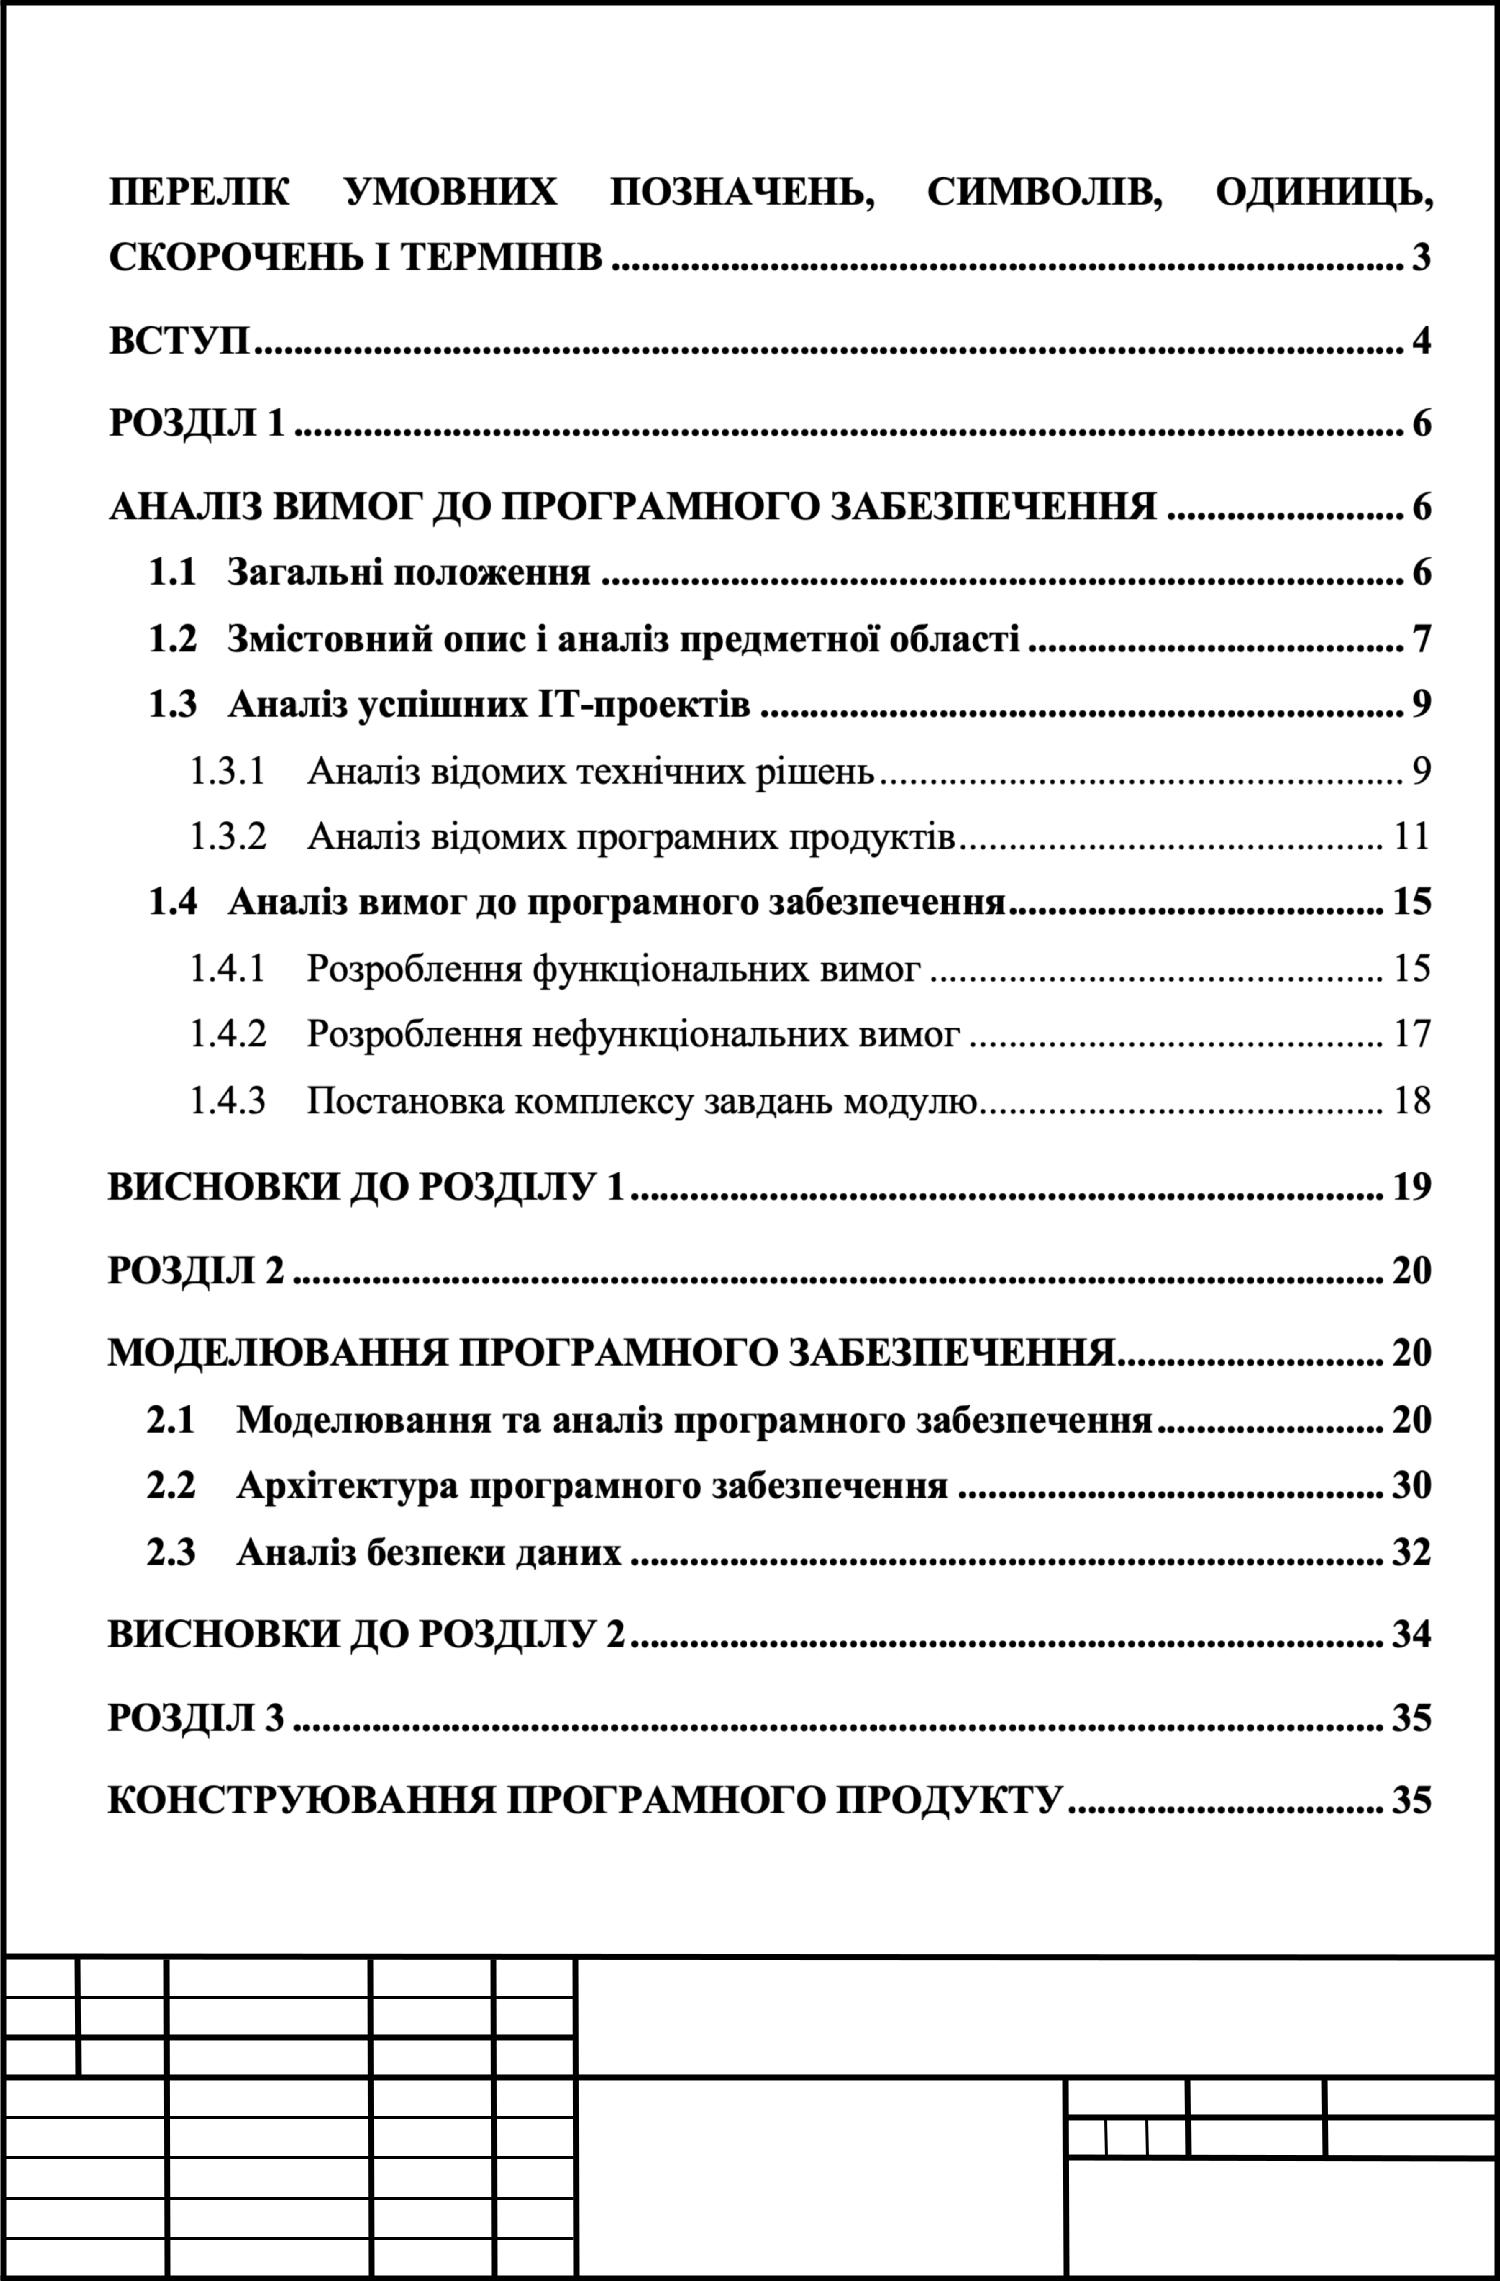 ПЕРЕЛІК УМОВНИХ ПОЗНАЧЕНЬ, СИМВОЛІВ, ОДИНИЦЬ,
СКОРОЧЕНЬ І ТЕРМІНІВ ........ 3
ВСТУП ........ 4
РОЗДІЛ 1 ........ 6
АНАЛІЗ ВИМОГ ДО ПРОГРАМНОГО ЗАБЕЗПЕЧЕННЯ ........ 6
1.1 Загальні положення ........ 6
1.2 Змістовний опис і аналіз предметної області ........ 7
1.3 Аналіз успішних ІТ-проектів ........ 9
1.3.1 Аналіз відомих технічних рішень ........ 9
1.3.2 Аналіз відомих програмних продуктів ........ 11
1.4 Аналіз вимог до програмного забезпечення ........ 15
1.4.1 Розроблення функціональних вимог ........ 15
1.4.2 Розроблення нефункціональних вимог ........ 17
1.4.3 Постановка комплексу завдань модулю ........ 18
ВИСНОВКИ ДО РОЗДІЛУ 1 ........ 19
РОЗДІЛ 2 ........ 20
МОДЕЛЮВАННЯ ПРОГРАМНОГО ЗАБЕЗПЕЧЕННЯ ........ 20
2.1 Моделювання та аналіз програмного забезпечення ........ 20
2.2 Архітектура програмного забезпечення ........ 30
2.3 Аналіз безпеки даних ........ 32
ВИСНОВКИ ДО РОЗДІЛУ 2 ........ 34
РОЗДІЛ 3 ........ 35
КОНСТРУЮВАННЯ ПРОГРАМНОГО ПРОДУКТУ ........ 35